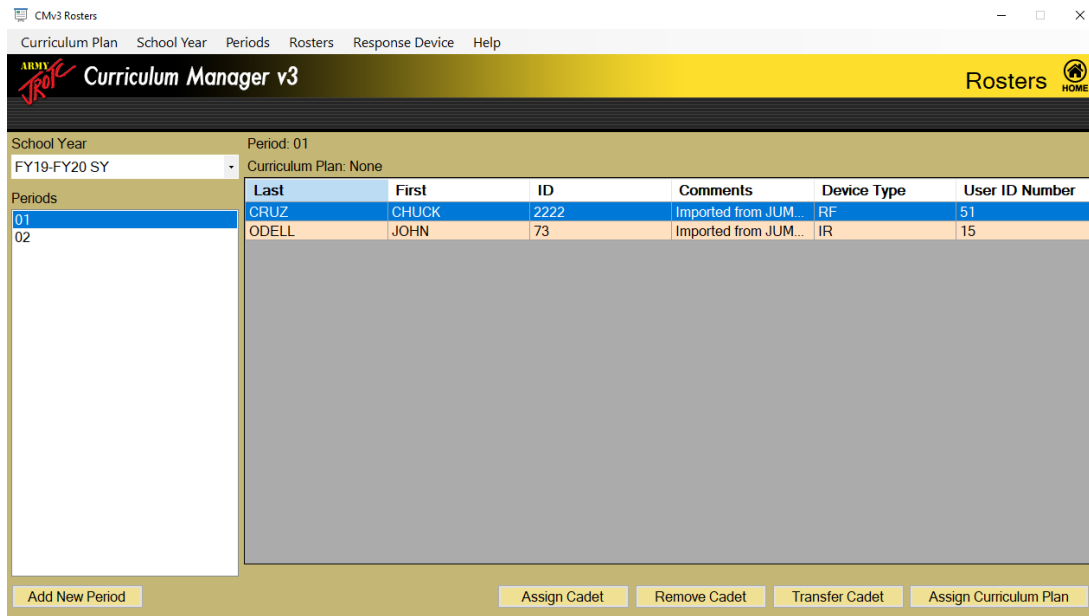 CMv3 Rosters
Curriculum Plan School Year Periods Rosters Response Device Help
ARMY JROTC Curriculum Manager v3 Rosters HOME
School Year Period: 01
FY19-FY20 SY Curriculum Plan: None
Periods Last First ID Comments Device Type User ID Number
01 CRUZ CHUCK 2222 Imported from JUM... RF 51
02 ODELL JOHN 73 Imported from JUM... IR 15
Add New Period Assign Cadet Remove Cadet Transfer Cadet Assign Curriculum Plan